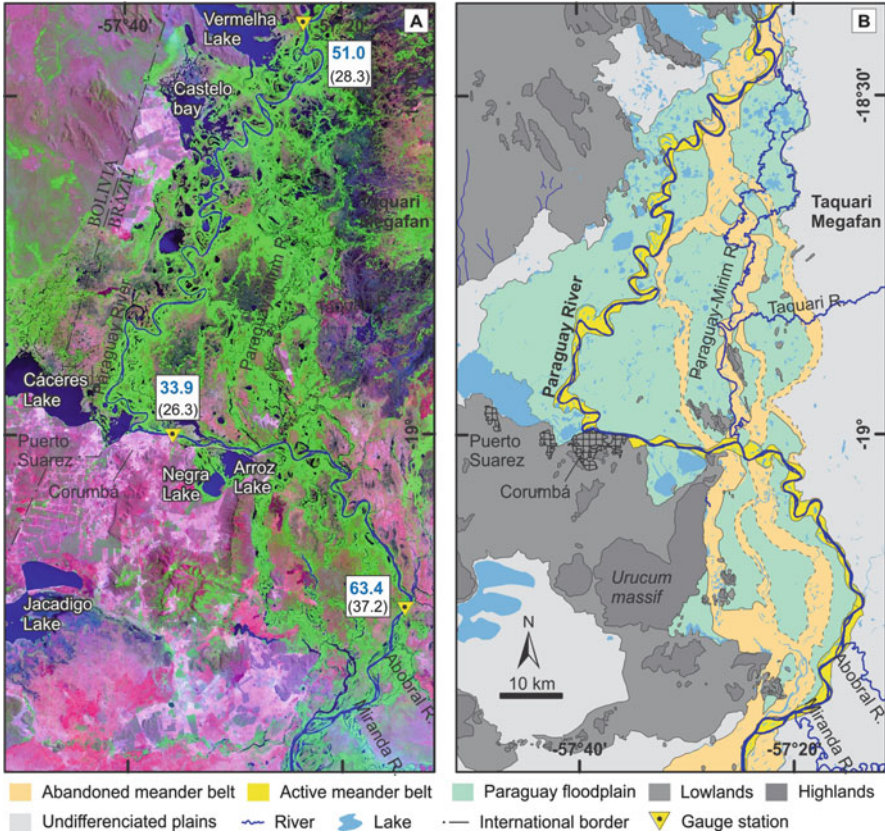 -57°40'
-57°20'
A
Vermelha
Lake
51.0
(28.3)
Castelo
bay
BOLIVIA
BRAZIL
Taquari
Megafan
Paraguay-Mirim R.
Taquari R.
Paraguay River
Cáceres
Lake
33.9
(26.3)
Puerto
Suarez
Corumbá
Negra
Lake
Arroz
Lake
63.4
(37.2)
Jacadigo
Lake
Abobral R.
Miranda R.
B
-18°30'
Taquari
Megafan
Paraguay River
Paraguay-Mirim R.
Taquari R.
-19°
Puerto
Suarez
Corumbá
Urucum
massif
N
10 km
Abobral R.
Miranda R.
-57°40'
-57°20'
Abandoned meander belt Active meander belt Paraguay floodplain Lowlands Highlands
Undifferenciated plains River Lake International border Gauge station